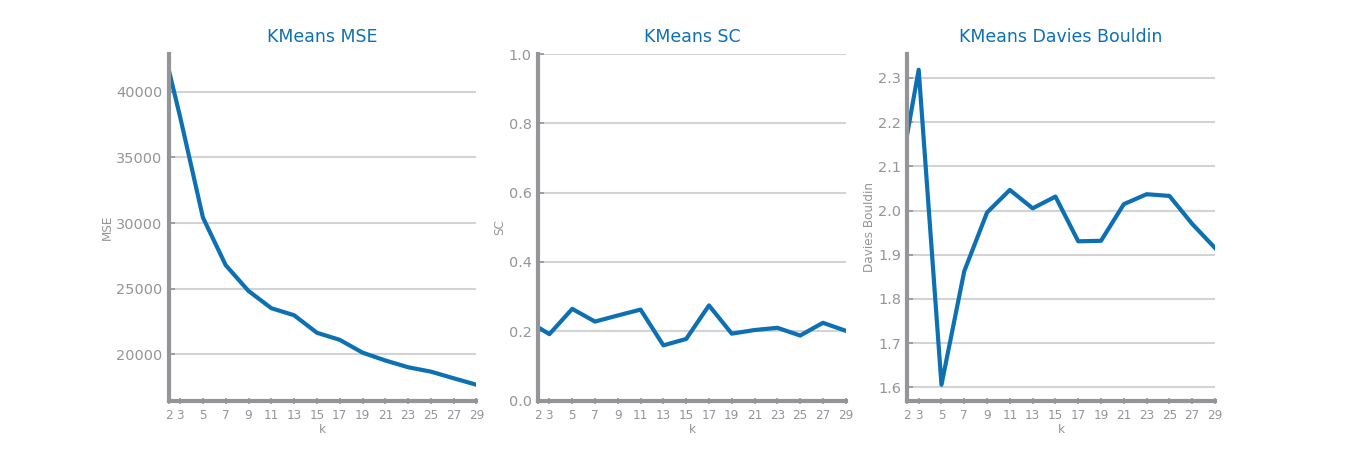 KMeans MSE
MSE
40000
35000
30000
25000
20000
2 3 5 7 9 11 13 15 17 19 21 23 25 27 29
k
KMeans SC
SC
1.0
0.8
0.6
0.4
0.2
0.0
2 3 5 7 9 11 13 15 17 19 21 23 25 27 29
k
KMeans Davies Bouldin
Davies Bouldin
2.3
2.2
2.1
2.0
1.9
1.8
1.7
1.6
2 3 5 7 9 11 13 15 17 19 21 23 25 27 29
k